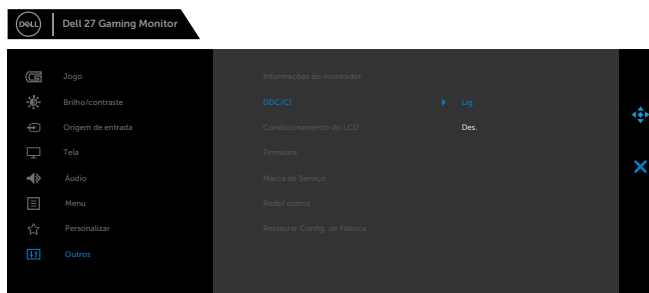 DELL
Dell 27 Gaming Monitor
Jogo
Informações do mostrador
Brilho/contraste
DDC/CI
Lig.
Origem de entrada
Condicionamento do LCD
Des.
Tela
Firmware
Áudio
Marca de Serviço
Menu
Redef outros
Personalizar
Restaurar Config. de Fábrica
Outros